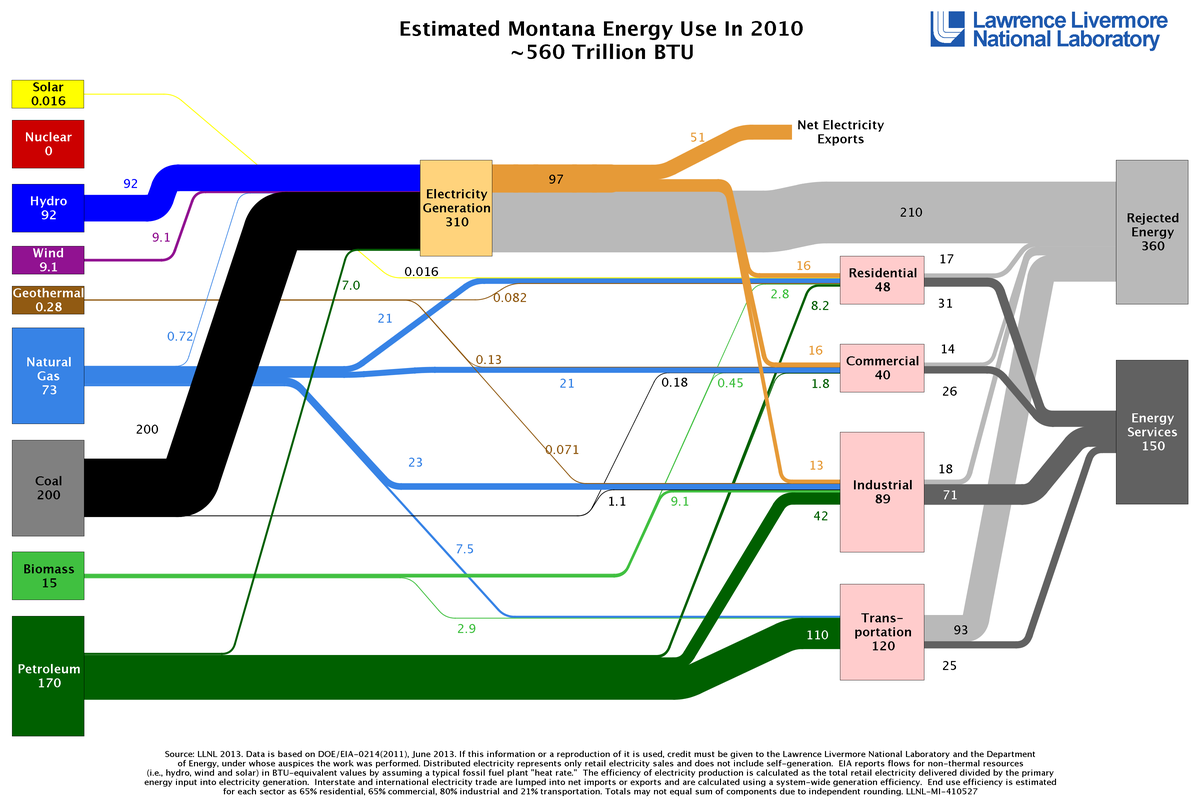 Estimated Montana Energy Use In 2010
~560 Trillion BTU
Lawrence Livermore
National Laboratory
Solar
0.016
Nuclear
0
Hydro
92
Wind
9.1
Geothermal
0.28
Natural
Gas
73
Coal
200
Biomass
15
Petroleum
170
92
9.1
0.72
200
7.0
21
0.016
0.082
0.13
21
0.071
23
7.5
2.9
1.1
9.1
0.18
0.45
2.8
8.2
1.8
42
110
Electricity
Generation
310
97
51
Net Electricity
Exports
210
16
16
13
Residential
48
Commercial
40
Industrial
89
Trans-
portation
120
17
31
14
26
18
71
93
25
Rejected
Energy
360
Energy
Services
150
Source: LLNL 2013. Data is based on DOE/EIA-0214(2011), June 2013. If this information or a reproduction of it is used, credit must be given to the Lawrence Livermore National Laboratory and the Department
of Energy, under whose auspices the work was performed. Distributed electricity represents only retail electricity sales and does not include self-generation. EIA reports flows for non-thermal resources
(i.e., hydro, wind and solar) in BTU-equivalent values by assuming a typical fossil fuel plant "heat rate." The efficiency of electricity production is calculated as the total retail electricity delivered divided by the primary
energy input into electricity generation. Interstate and international electricity trade are lumped into net imports or exports and are calculated using a system-wide generation efficiency. End use efficiency is estimated
for each sector as 65% residential, 65% commercial, 80% industrial and 21% transportation. Totals may not equal sum of components due to independent rounding. LLNL-MI-410527